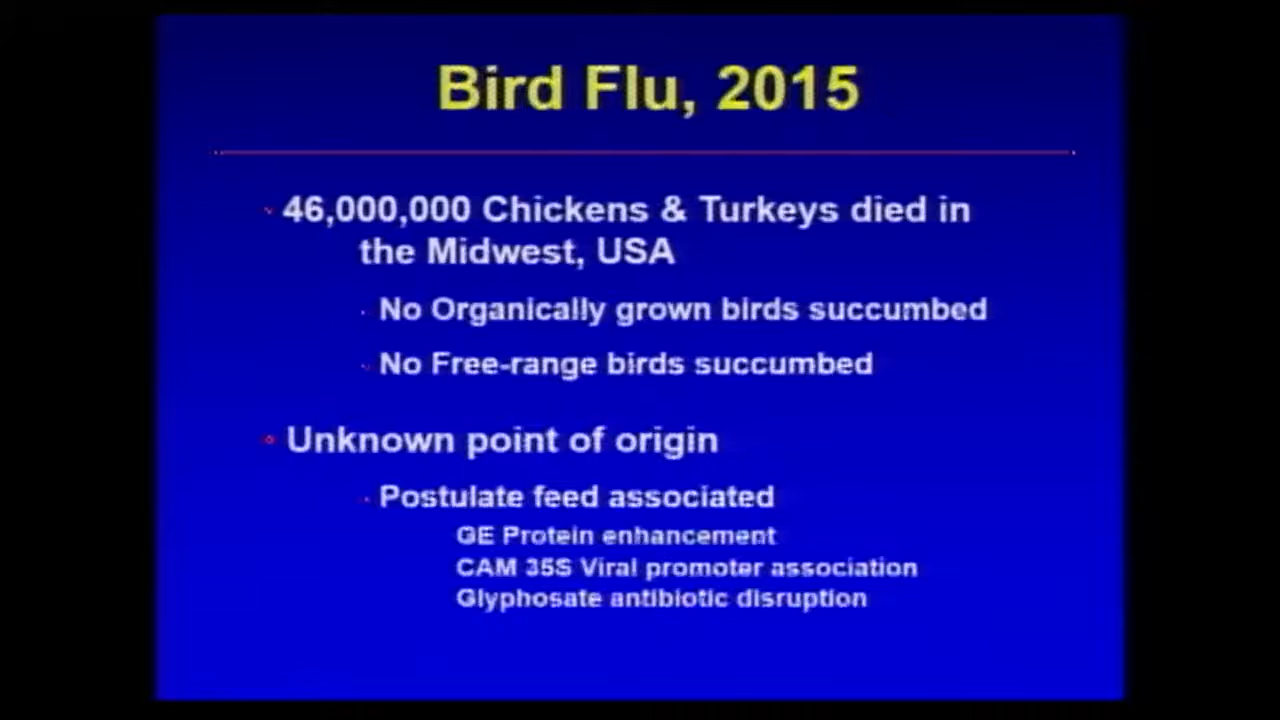 Bird Flu, 2015
46,000,000 Chickens & Turkeys died in
the Midwest, USA
No Organically grown birds succumbed
No Free-range birds succumbed
Unknown point of origin
Postulate feed associated
GE Protein enhancement
CAM 35S Viral promoter association
Glyphosate antibiotic disruption